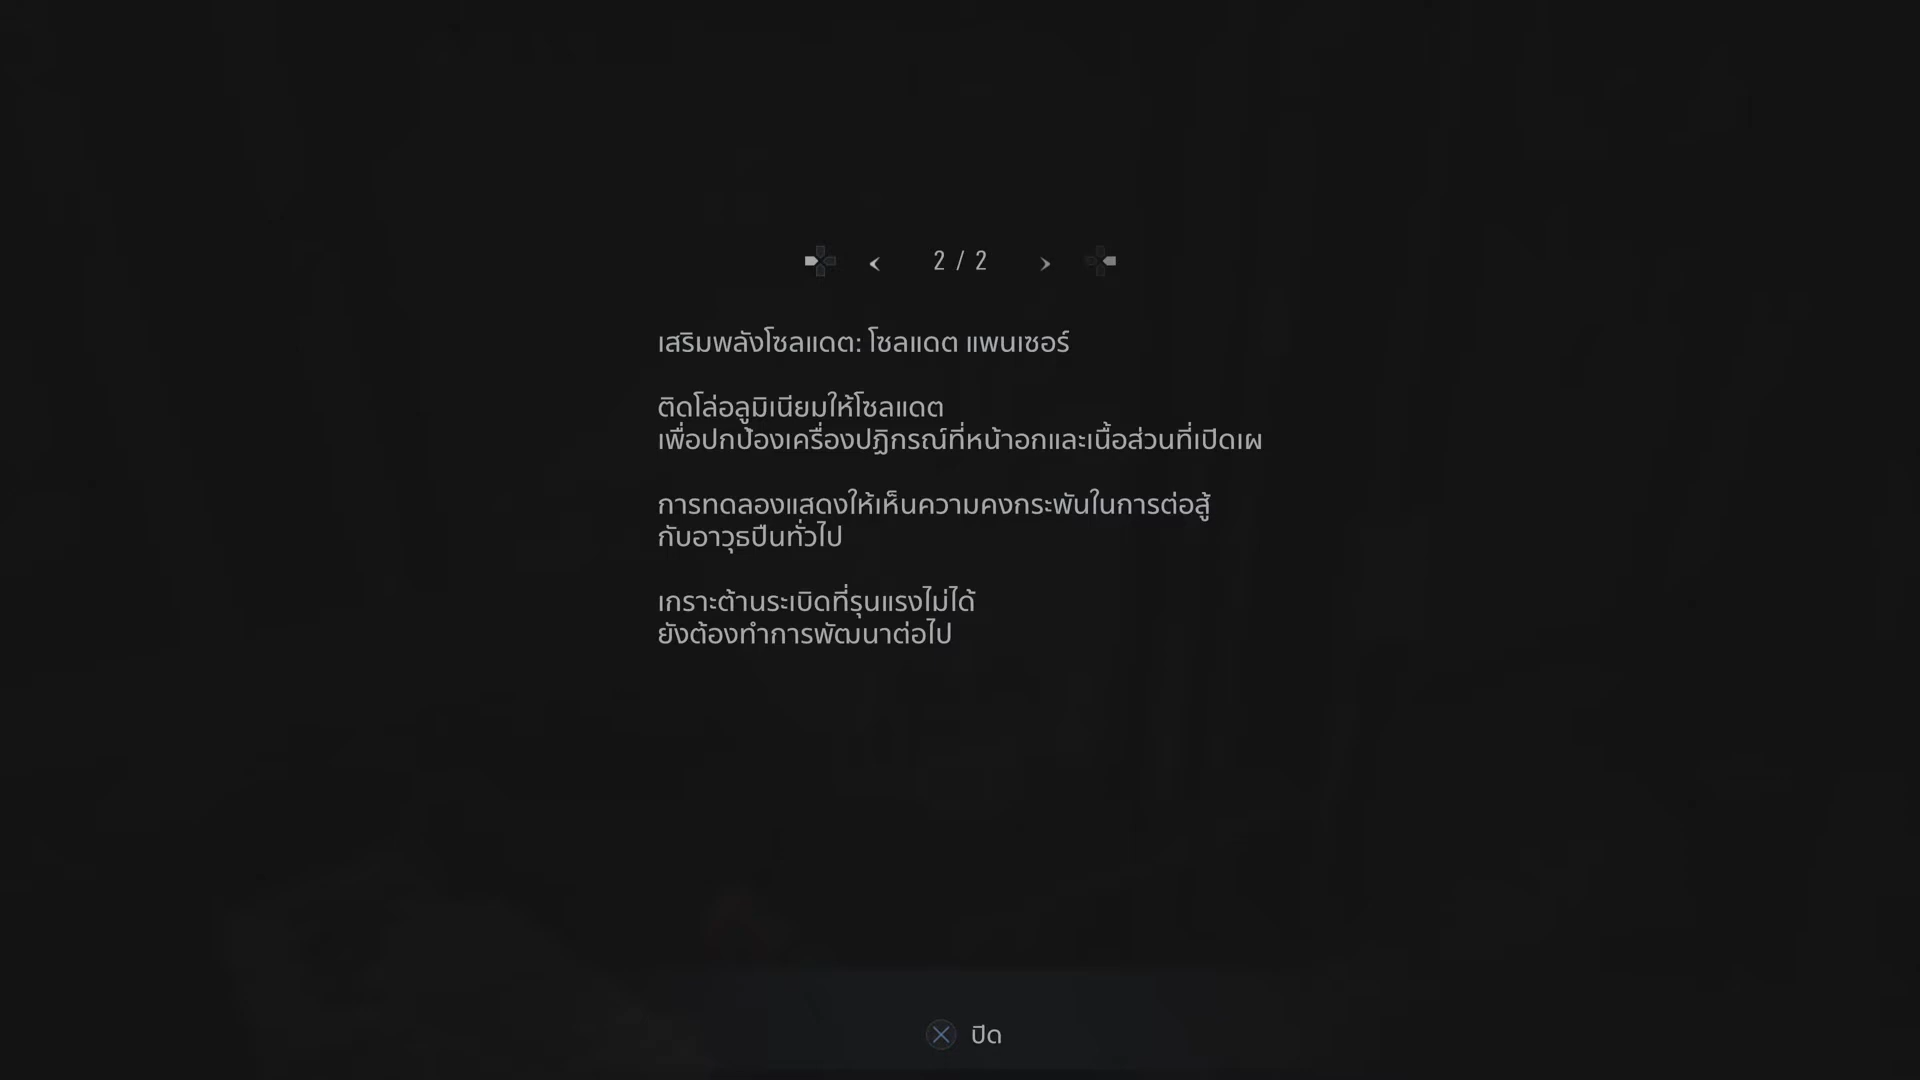 2 / 2
เสริมพลังโซลแดต: โซลแดต แพนเซอร์
ติดโล่อลูมิเนียมให้โซลแดต
เพื่อปกป้องเครื่องปฏิกรณ์ที่หน้าอกและเนื้อส่วนที่เปิดเผ
การทดลองแสดงให้เห็นความคงกระพันในการต่อสู้
กับอาวุธปืนทั่วไป
เกราะต้านระเบิดที่รุนแรงไม่ได้
ยังต้องทำการพัฒนาต่อไป
ปิด